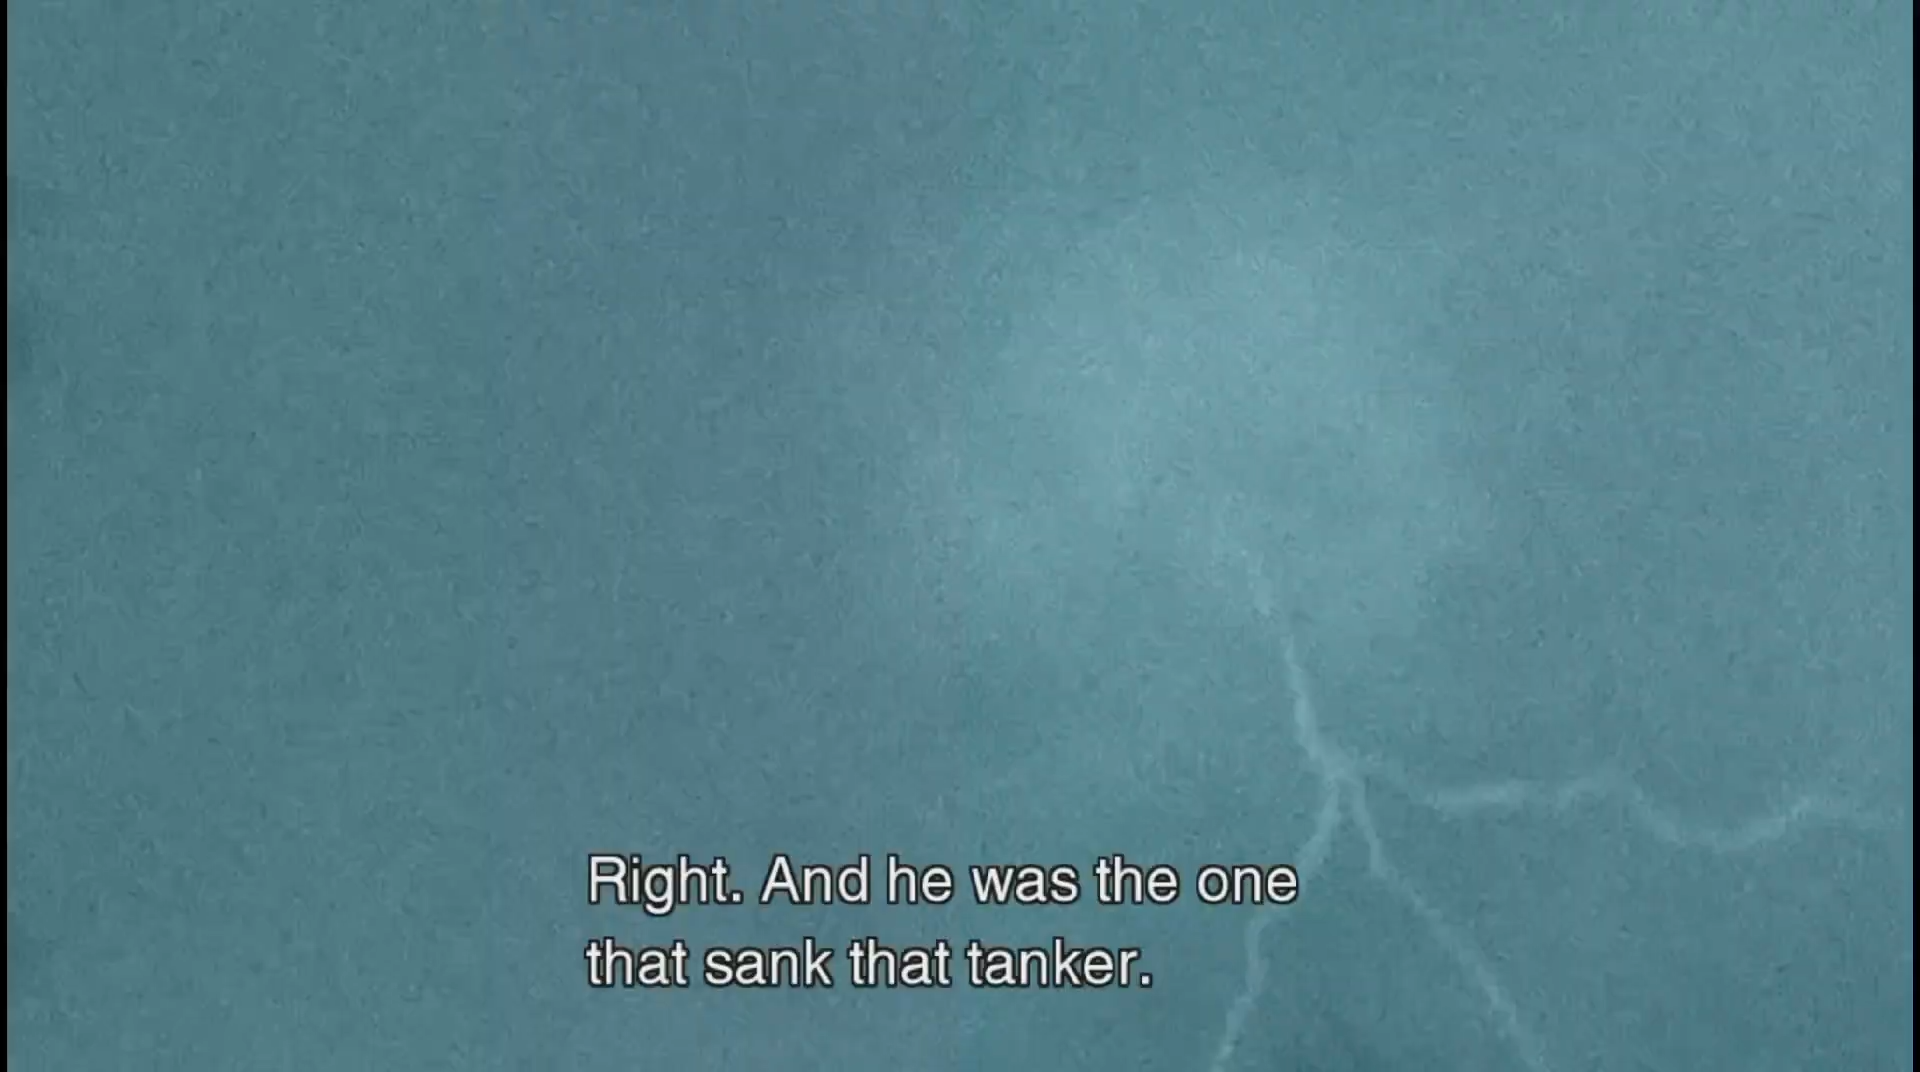 Right. And he was the one
that sank that tanker.